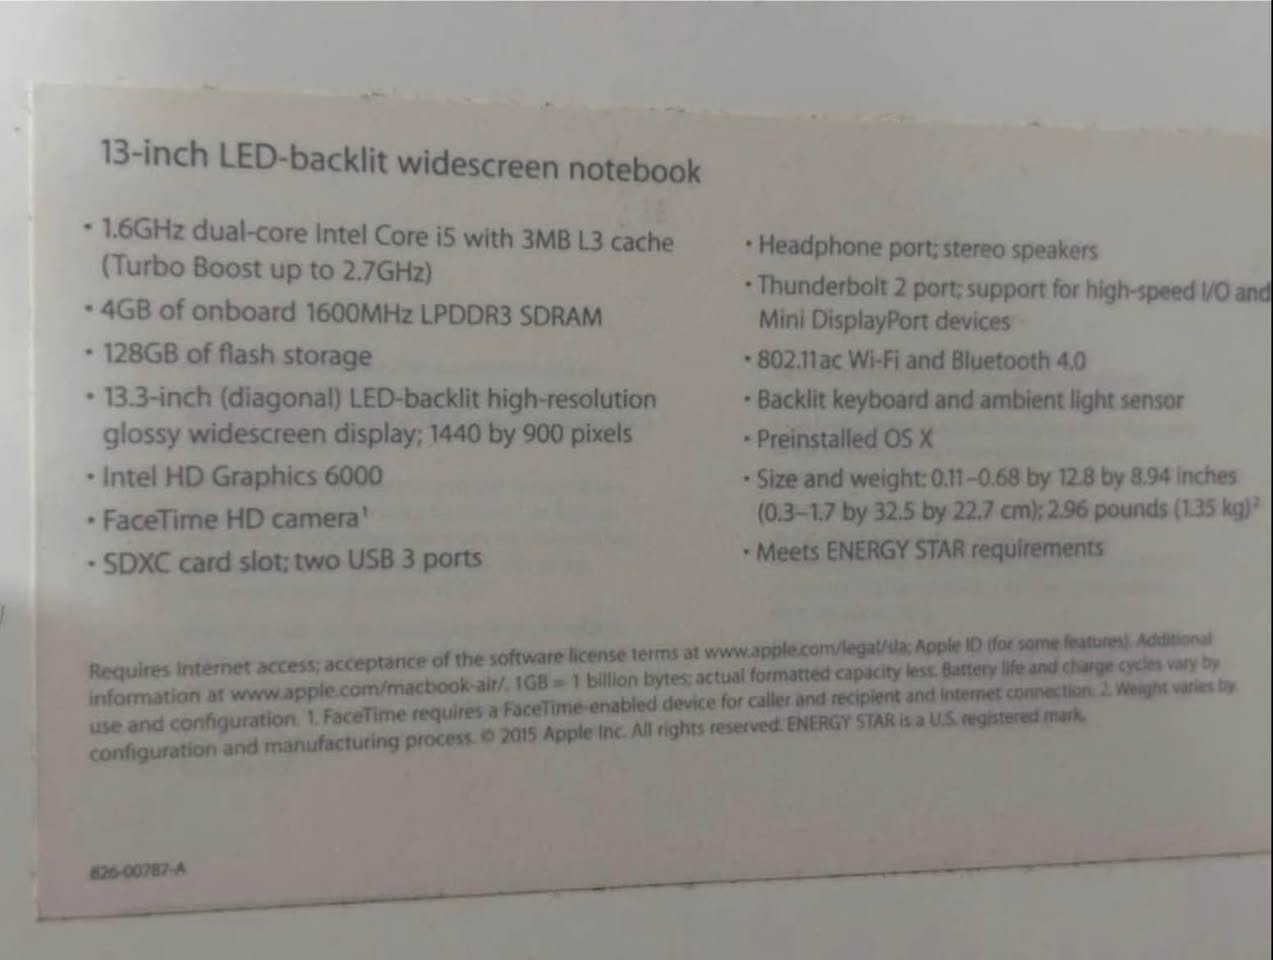 13-inch LED-backlit widescreen notebook
• 1.6GHz dual-core Intel Core i5 with 3MB L3 cache
(Turbo Boost up to 2.7GHz)
• 4GB of onboard 1600MHz LPDDR3 SDRAM
• 128GB of flash storage
• 13.3-inch (diagonal) LED-backlit high-resolution
glossy widescreen display; 1440 by 900 pixels
• Intel HD Graphics 6000
• FaceTime HD camera¹
• SDXC card slot; two USB 3 ports
• Headphone port; stereo speakers
• Thunderbolt 2 port; support for high-speed I/O and
Mini DisplayPort devices
• 802.11ac Wi-Fi and Bluetooth 4.0
• Backlit keyboard and ambient light sensor
• Preinstalled OS X
• Size and weight: 0.11–0.68 by 12.8 by 8.94 inches
(0.3–1.7 by 32.5 by 22.7 cm); 2.96 pounds (1.35 kg)²
• Meets ENERGY STAR requirements
Requires Internet access; acceptance of the software license terms at www.apple.com/legal/sla; Apple ID (for some features). Additional
information at www.apple.com/macbook-air/. 1GB = 1 billion bytes; actual formatted capacity less. Battery life and charge cycles vary by
use and configuration. 1. FaceTime requires a FaceTime-enabled device for caller and recipient and Internet connection. 2. Weight varies by
configuration and manufacturing process. © 2015 Apple Inc. All rights reserved. ENERGY STAR is a U.S. registered mark.
826-00787-A